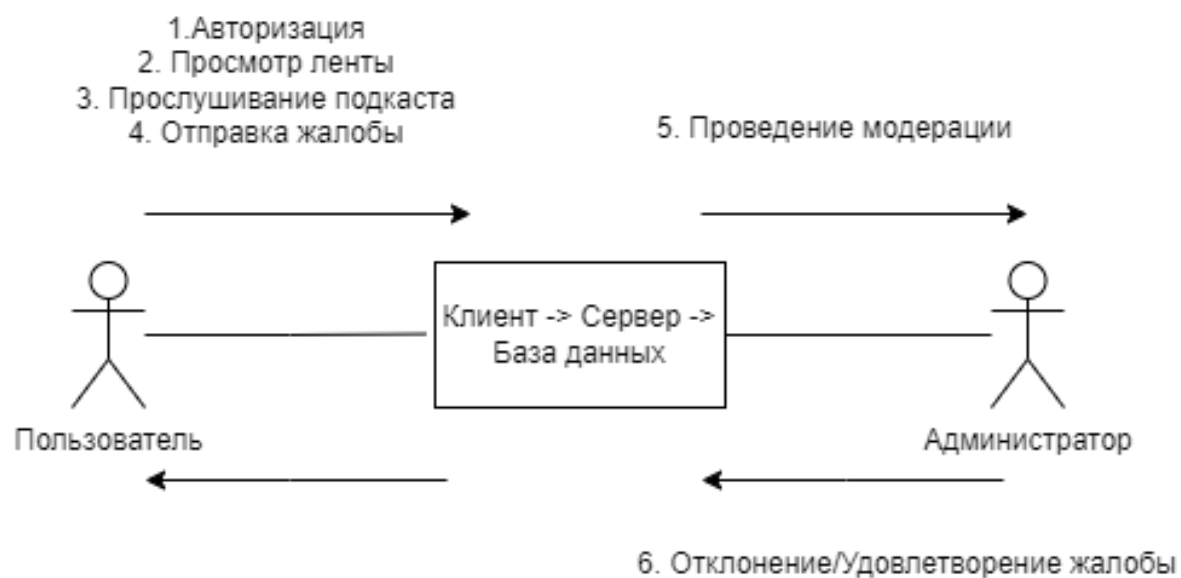 1.Авторизация
2. Просмотр ленты
3. Прослушивание подкаста
4. Отправка жалобы
5. Проведение модерации
Клиент -> Сервер ->
База данных
Пользователь
Администратор
6. Отклонение/Удовлетворение жалобы